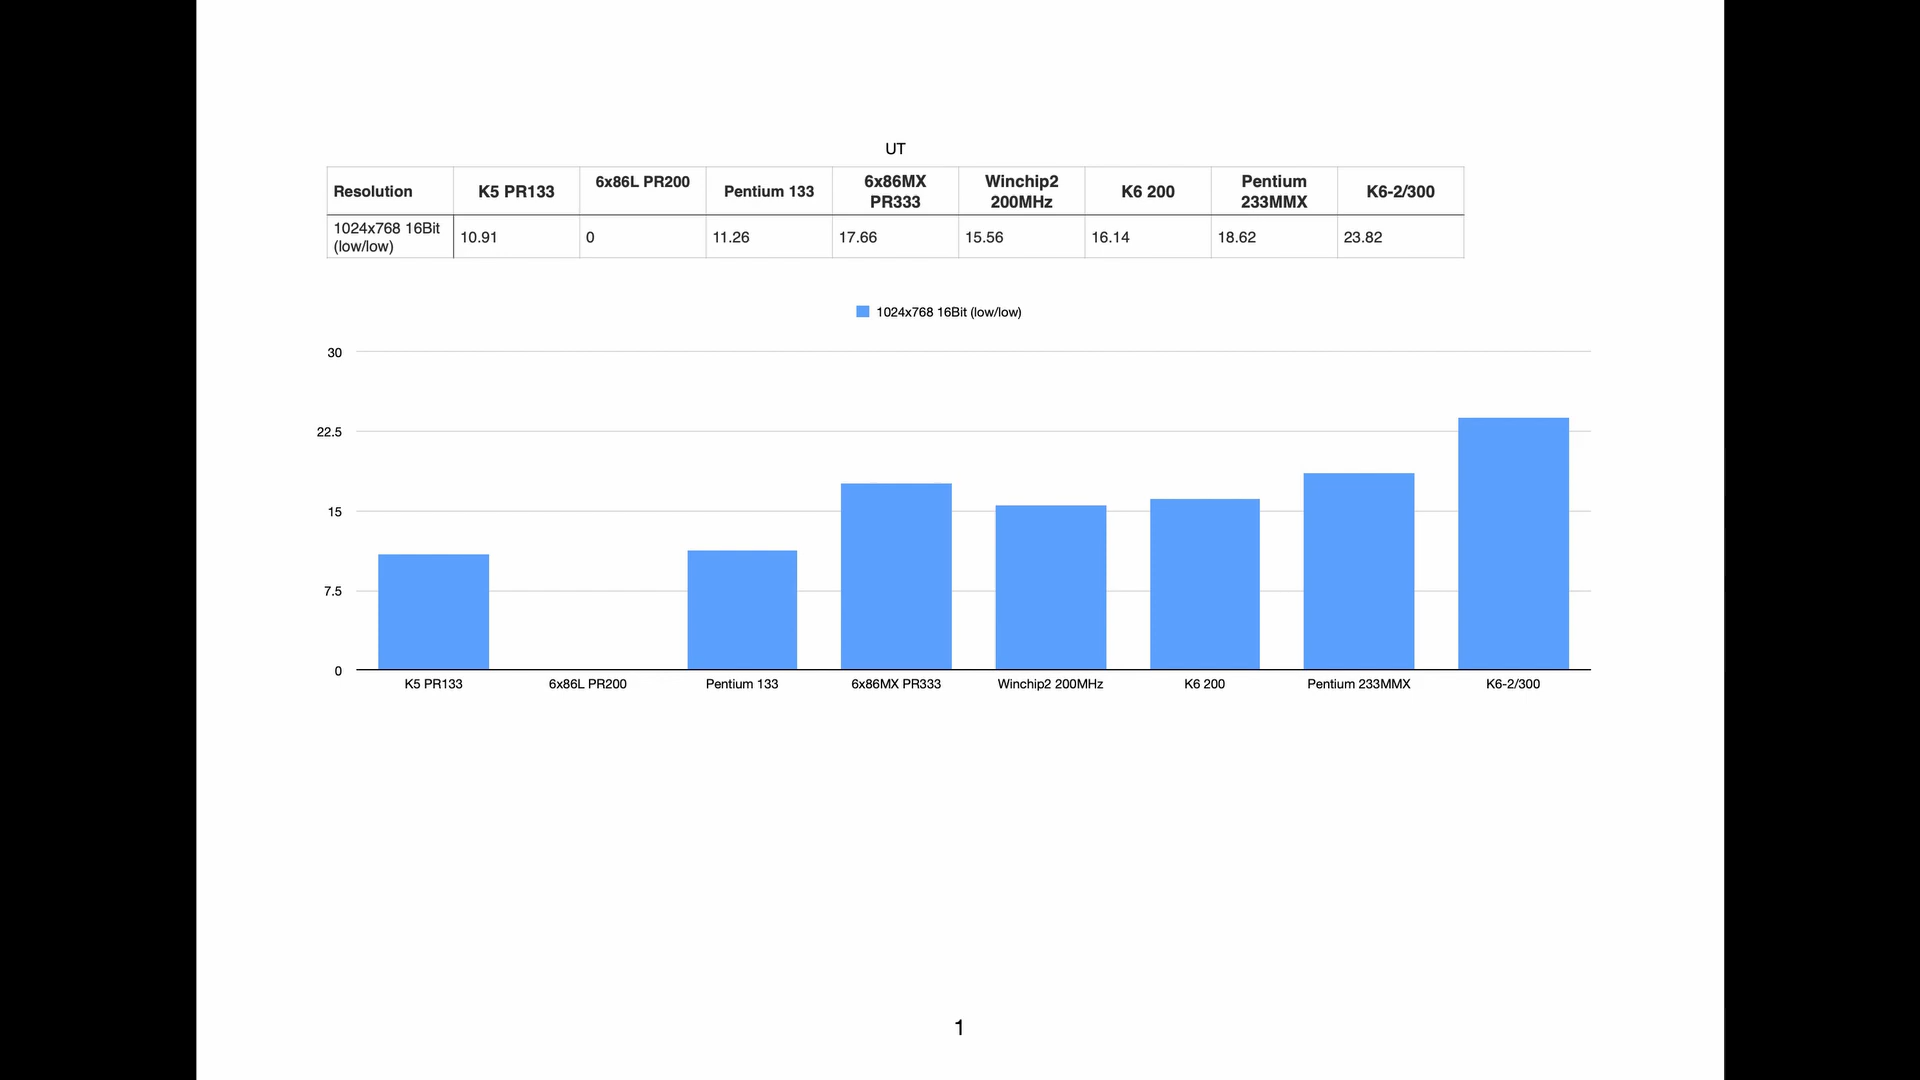 UT
Resolution K5 PR133 6x86L PR200 Pentium 133 6x86MX PR333 Winchip2 200MHz K6 200 Pentium 233MMX K6-2/300
1024x768 16Bit (low/low) 10.91 0 11.26 17.66 15.56 16.14 18.62 23.82
1024x768 16Bit (low/low)
30
22.5
15
7.5
0
K5 PR133 6x86L PR200 Pentium 133 6x86MX PR333 Winchip2 200MHz K6 200 Pentium 233MMX K6-2/300
1